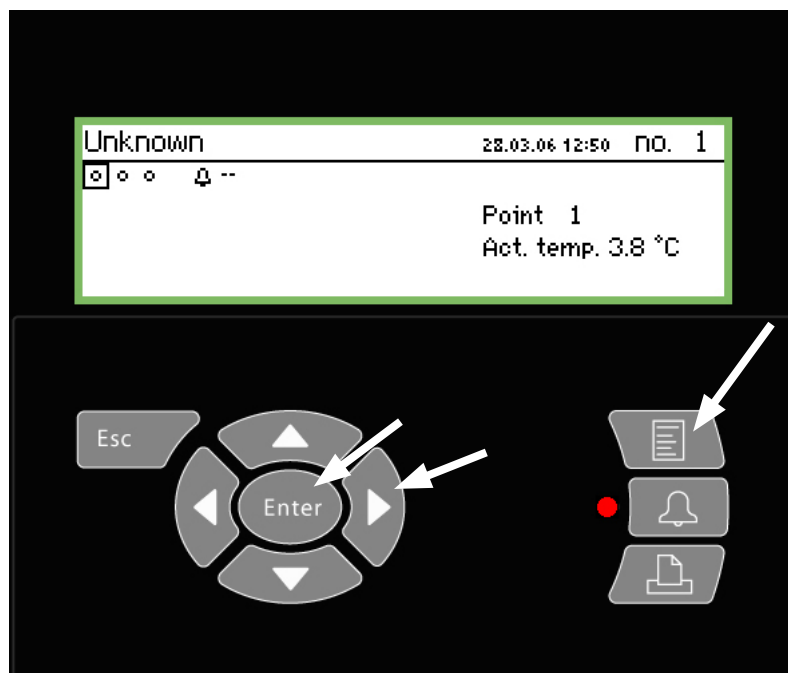 Unknown 28.03.06 12:50 no. 1
--
Point 1
Act. temp. 3.8 °C
Esc
Enter